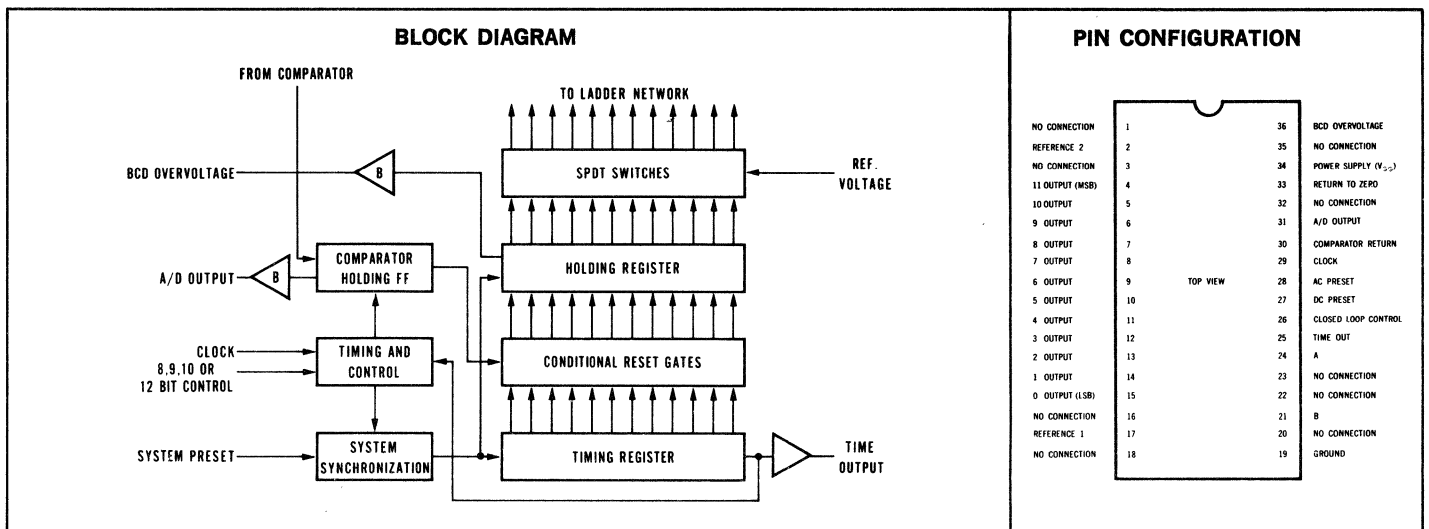 BLOCK DIAGRAM
FROM COMPARATOR
TO LADDER NETWORK
BCD OVERVOLTAGE
B
SPDT SWITCHES
REF.
VOLTAGE
A/D OUTPUT
B
COMPARATOR
HOLDING FF
HOLDING REGISTER
CLOCK
8,9,10 OR
12 BIT CONTROL
TIMING AND
CONTROL
CONDITIONAL RESET GATES
SYSTEM PRESET
SYSTEM
SYNCHRONIZATION
TIMING REGISTER
TIME
OUTPUT
PIN CONFIGURATION
NO CONNECTION 1 36 BCD OVERVOLTAGE
REFERENCE 2 2 35 NO CONNECTION
NO CONNECTION 3 34 POWER SUPPLY (VGG)
11 OUTPUT (MSB) 4 33 RETURN TO ZERO
10 OUTPUT 5 32 NO CONNECTION
9 OUTPUT 6 31 A/D OUTPUT
8 OUTPUT 7 30 COMPARATOR RETURN
7 OUTPUT 8 29 CLOCK
6 OUTPUT 9 TOP VIEW 28 AC PRESET
5 OUTPUT 10 27 DC PRESET
4 OUTPUT 11 26 CLOSED LOOP CONTROL
3 OUTPUT 12 25 TIME OUT
2 OUTPUT 13 24 A
1 OUTPUT 14 23 NO CONNECTION
0 OUTPUT (LSB) 15 22 NO CONNECTION
NO CONNECTION 16 21 B
REFERENCE 1 17 20 NO CONNECTION
NO CONNECTION 18 19 GROUND